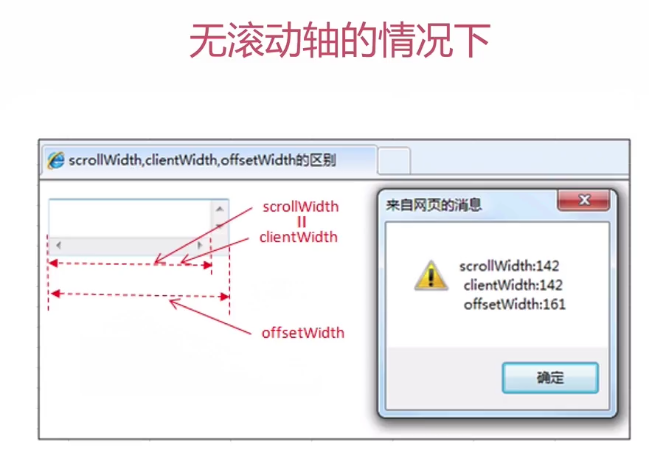 无滚动轴的情况下
scrollWidth,clientWidth,offsetWidth的区别
scrollWidth
=
clientWidth
offsetWidth
来自网页的消息
scrollWidth:142
clientWidth:142
offsetWidth:161
确定